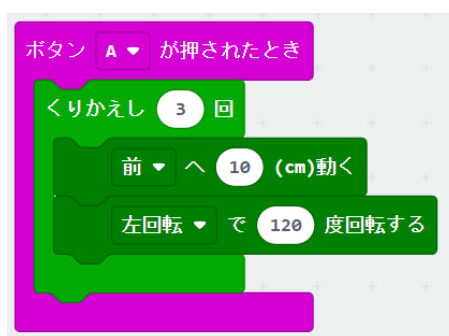 ボタン A が押されたとき
くりかえし 3 回
前 へ 10 (cm)動く
左回転 で 120 度回転する